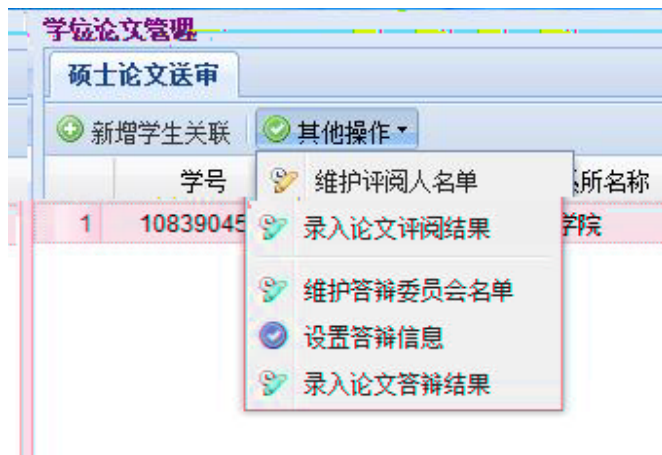 学位论文管理
硕士论文送审
新增学生关联 其他操作
学号 所名称
维护评阅人名单
1 10839045 学院
录入论文评阅结果
维护答辩委员会名单
设置答辩信息
录入论文答辩结果